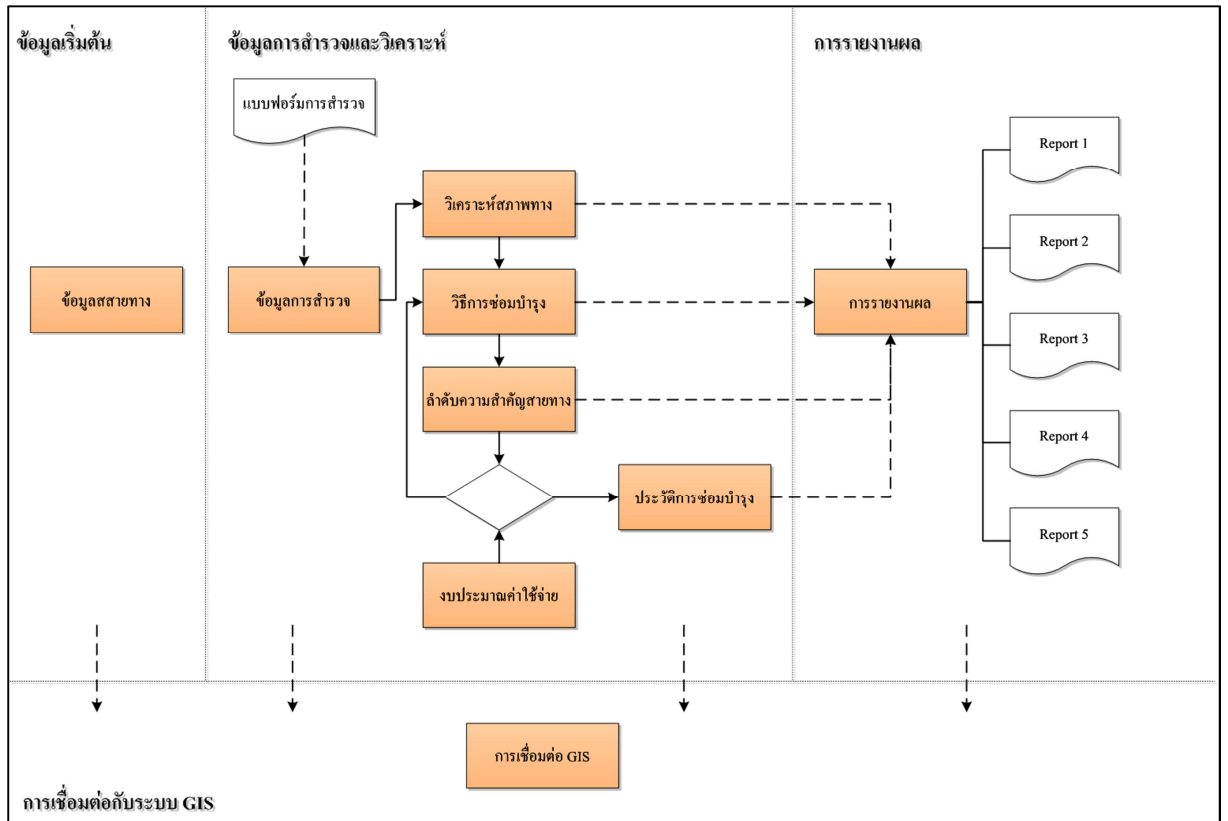 ข้อมูลเริ่มต้น
ข้อมูลการสำรวจและวิเคราะห์
การรายงานผล
แบบฟอร์มการสำรวจ
Report 1
วิเคราะห์สภาพทาง
Report 2
ข้อมูลสสายทาง
ข้อมูลการสำรวจ
วิธีการซ่อมบำรุง
การรายงานผล
Report 3
ลำดับความสำคัญสายทาง
Report 4
ประวัติการซ่อมบำรุง
Report 5
งบประมาณค่าใช้จ่าย
การเชื่อมต่อ GIS
การเชื่อมต่อกับระบบ GIS